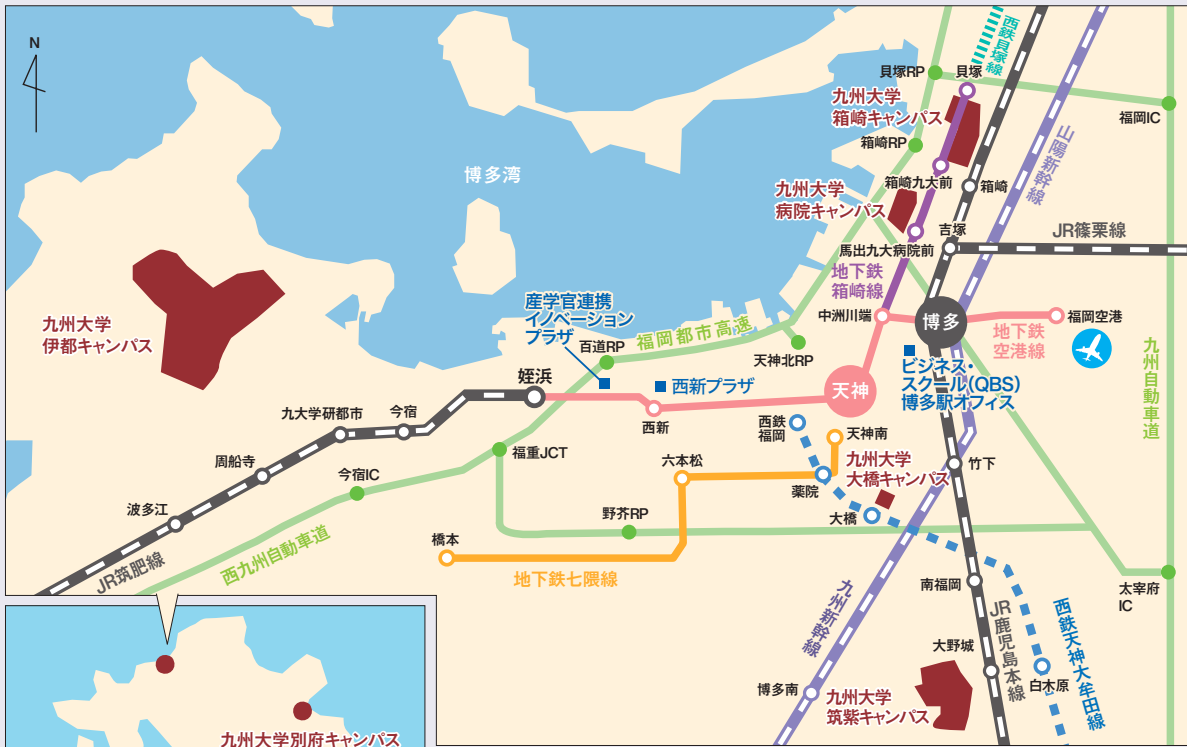 N
西鉄貝塚線
貝塚RP
貝塚
九州大学
箱崎キャンパス
福岡IC
箱崎RP
山陽新幹線
博多湾
箱崎九大前
箱崎
九州大学
病院キャンパス
吉塚
JR篠栗線
馬出九大病院前
地下鉄
箱崎線
九州大学
伊都キャンパス
産学官連携
イノベーション
プラザ
福岡都市高速
中洲川端
博多
福岡空港
地下鉄
空港線
百道RP
天神北RP
九州自動車道
ビジネス・
スクール(QBS)
博多駅オフィス
姪浜
西新プラザ
天神
九大学研都市
今宿
西新
西鉄
福岡
天神南
周船寺
今宿IC
福重JCT
六本松
薬院
九州大学
大橋キャンパス
竹下
波多江
野芥RP
大橋
橋本
JR筑肥線
西九州自動車道
地下鉄七隈線
南福岡
太宰府
IC
九州新幹線
JR鹿児島本線
西鉄天神大牟田線
大野城
白木原
博多南
九州大学
筑紫キャンパス
九州大学別府キャンパス